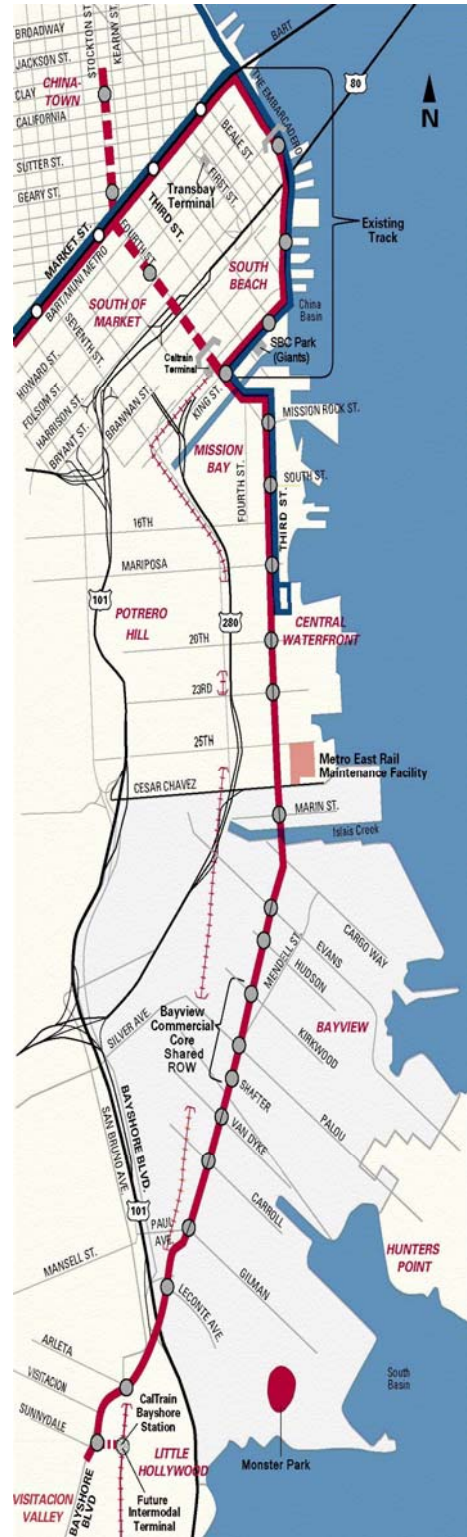 BROADWAY
STOCKTON ST.
KEARNY ST.
BART
JACKSON ST.
CLAY
CHINA-
TOWN
CALIFORNIA
THE EMBARCADERO
80
N
SUTTER ST.
GEARY ST.
BEALE ST.
FIRST ST.
Transbay
Terminal
THIRD ST.
FOURTH ST.
MARKET ST.
BART/MUNI METRO
Existing
Track
SOUTH
BEACH
SOUTH OF
MARKET
China
Basin
SEVENTH ST.
HOWARD ST.
FOLSOM ST.
HARRISON ST.
BRYANT ST.
BRANNAN ST.
KING ST.
Caltrain
Terminal
SBC Park
(Giants)
MISSION ROCK ST.
MISSION
BAY
FOURTH ST.
THIRD ST.
SOUTH ST.
16TH
MARIPOSA
101
POTRERO
HILL
280
CENTRAL
WATERFRONT
20TH
23RD
25TH
Metro East Rail
Maintenance Facility
CESAR CHAVEZ
MARIN ST.
Islais Creek
CARGO WAY
MENDELL ST.
EVANS
HUDSON
BAYVIEW
Bayview
Commercial
Core
Shared
ROW
SILVER AVE
KIRKWOOD
SHAFTER
PALOU
VAN DYKE
SAN BRUNO AVE.
BAYSHORE BLVD.
101
CARROLL
PAUL
AVE.
MANSELL ST.
GILMAN
HUNTERS
POINT
LECONTE AVE
ARLETA
VISITACION
SUNNYDALE
CalTrain
Bayshore
Station
South
Basin
LITTLE
HOLLYWOOD
Monster Park
VISITACION
VALLEY
BAYSHORE
BLVD
Future
Intermodal
Terminal